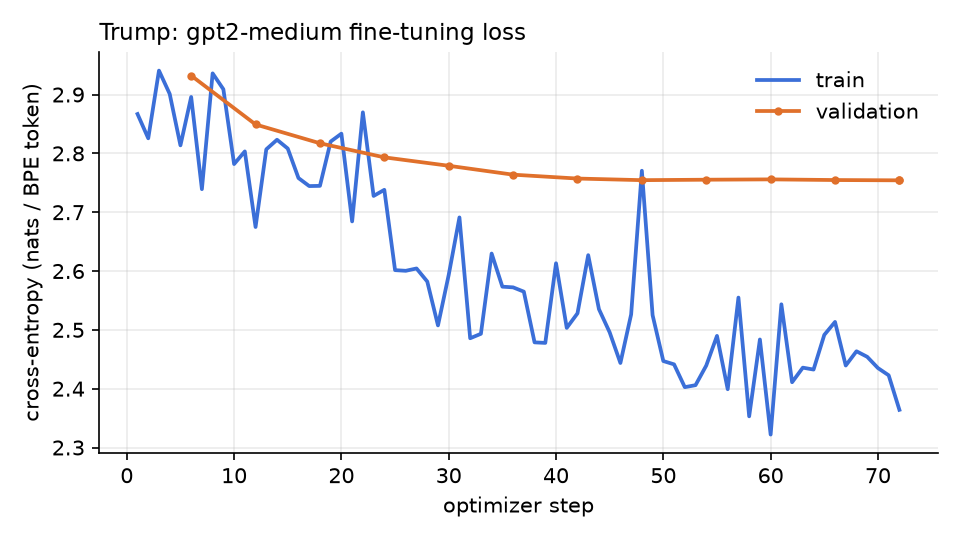 Trump: gpt2-medium fine-tuning loss
train
validation
cross-entropy (nats / BPE token)
2.9
2.8
2.7
2.6
2.5
2.4
2.3
0 10 20 30 40 50 60 70
optimizer step